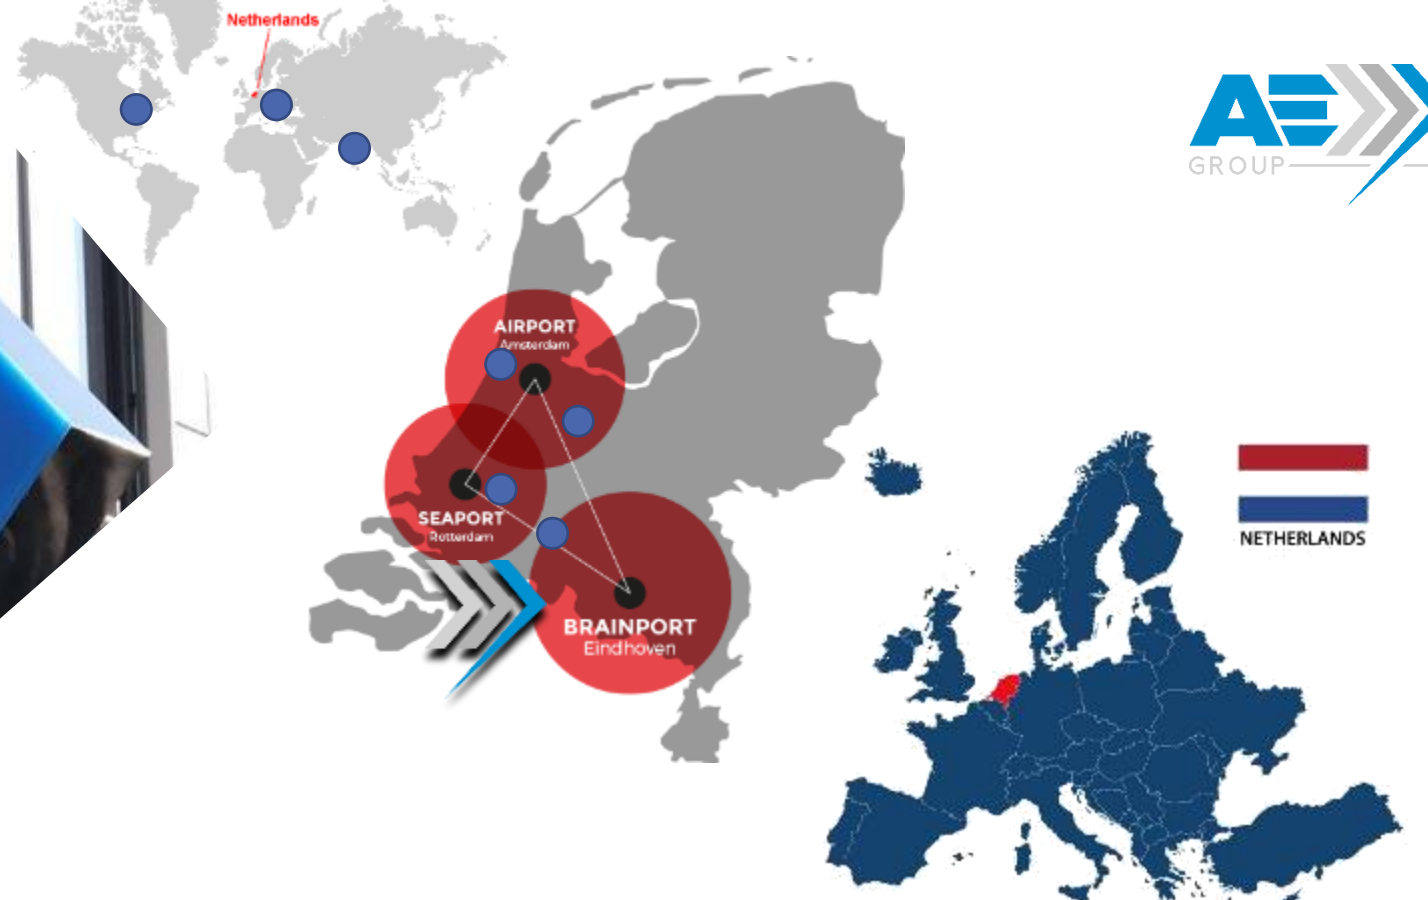 Netherlands
AE
GROUP
AIRPORT
Amsterdam
SEAPORT
Rotterdam
BRAINPORT
Eindhoven
NETHERLANDS